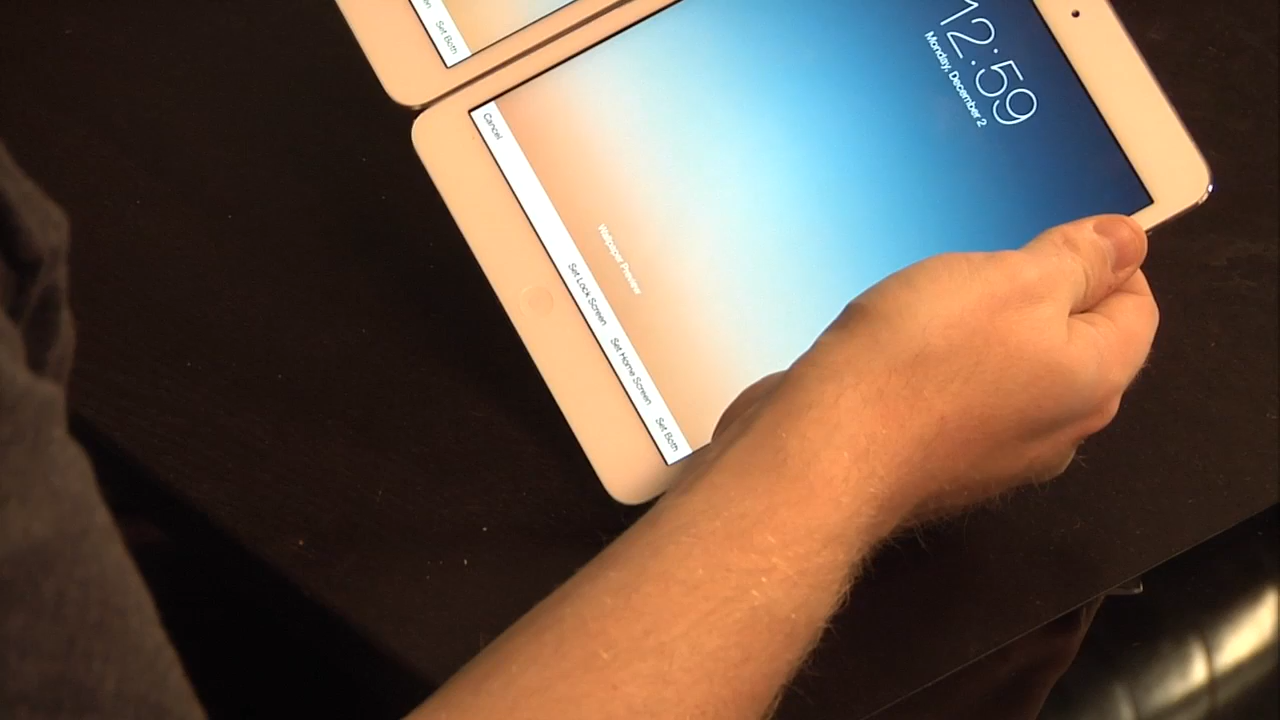 Set Both
12:59
Monday, December 2
Wallpaper Preview
Cancel
Set Lock Screen
Set Home Screen
Set Both